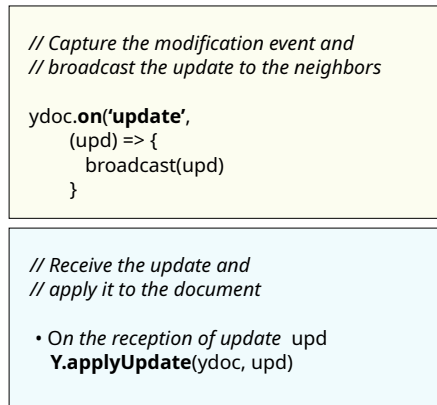 // Capture the modification event and
// broadcast the update to the neighbors
ydoc.on(‘update’,
(upd) => {
broadcast(upd)
}
// Receive the update and
// apply it to the document
• On the reception of update upd
Y.applyUpdate(ydoc, upd)